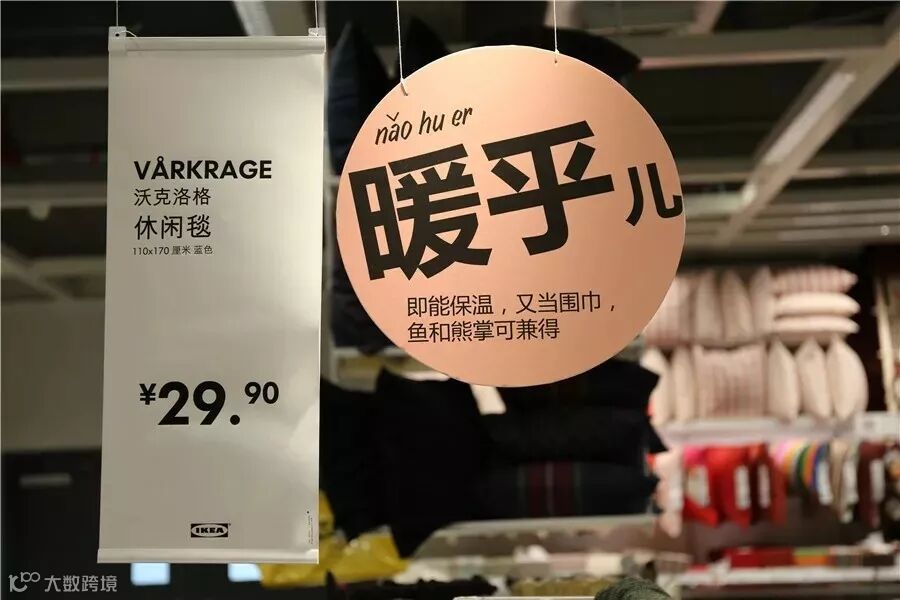 VÅRKRAGE
沃克洛格
休闲毯
110x170 厘米 蓝色
¥29.90
IKEA
nǎo hu er
暖乎儿
即能保温，又当围巾，
鱼和熊掌可兼得
大数跨境